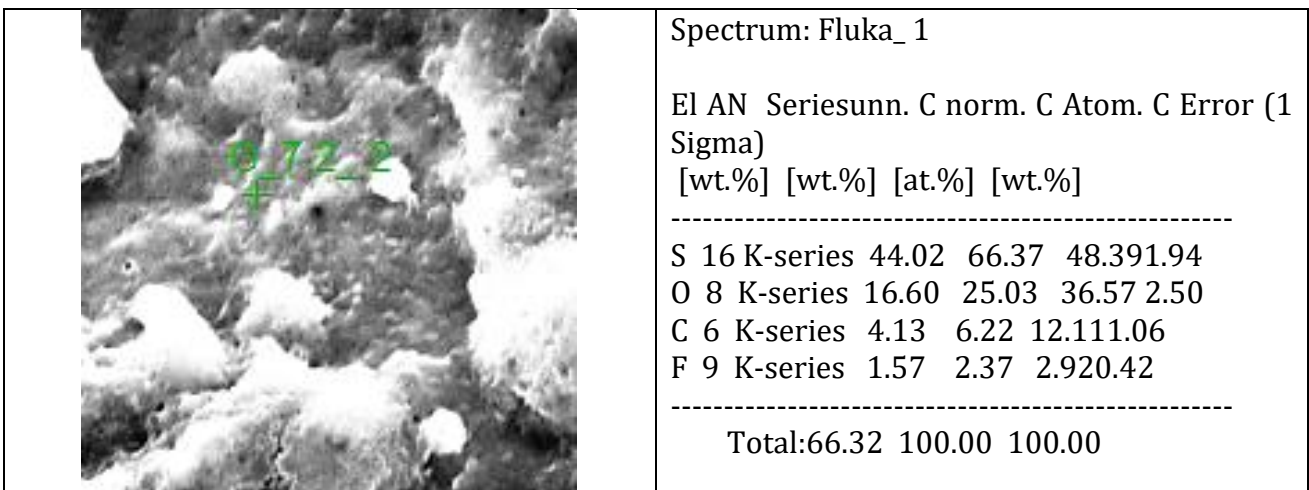 O_72_2
Spectrum: Fluka_ 1
El AN Seriesunn. C norm. C Atom. C Error (1
Sigma)
[wt.%] [wt.%] [at.%] [wt.%]
-----------------------------------------------------
S 16 K-series 44.02 66.37 48.391.94
O 8 K-series 16.60 25.03 36.57 2.50
C 6 K-series 4.13 6.22 12.111.06
F 9 K-series 1.57 2.37 2.920.42
-----------------------------------------------------
Total:66.32 100.00 100.00